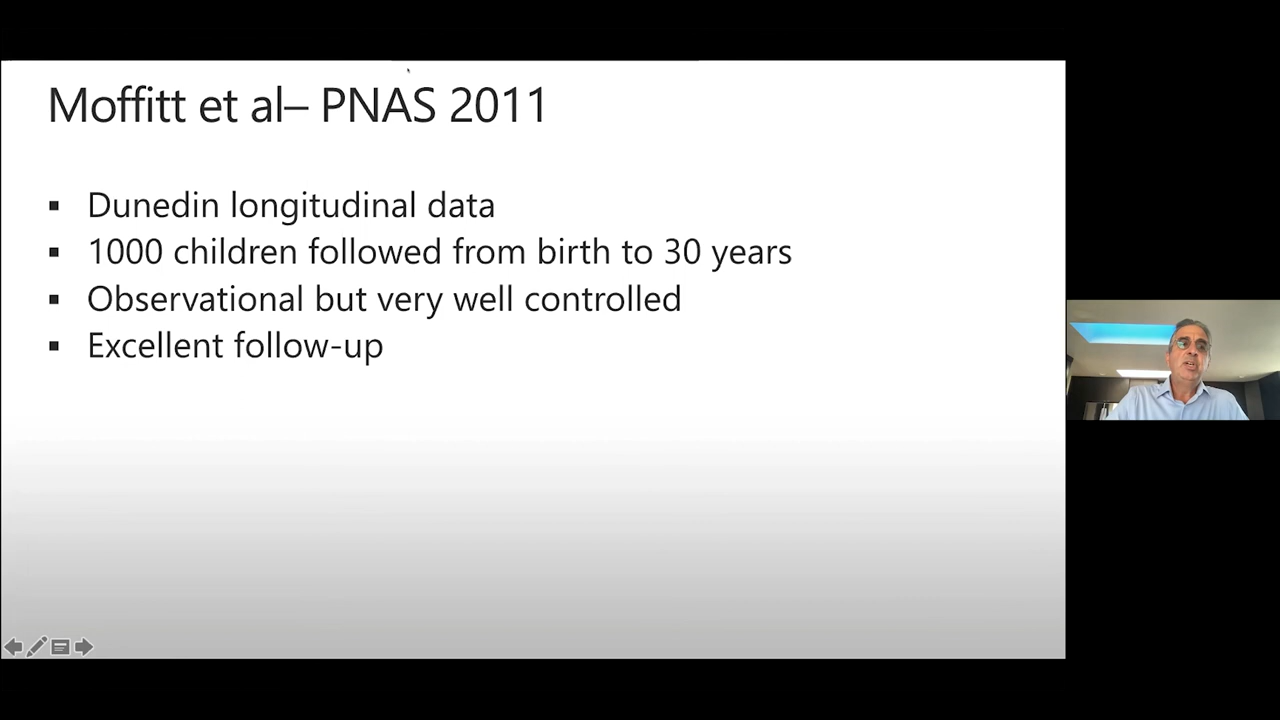 Moffitt et al– PNAS 2011
▪ Dunedin longitudinal data
▪ 1000 children followed from birth to 30 years
▪ Observational but very well controlled
▪ Excellent follow-up